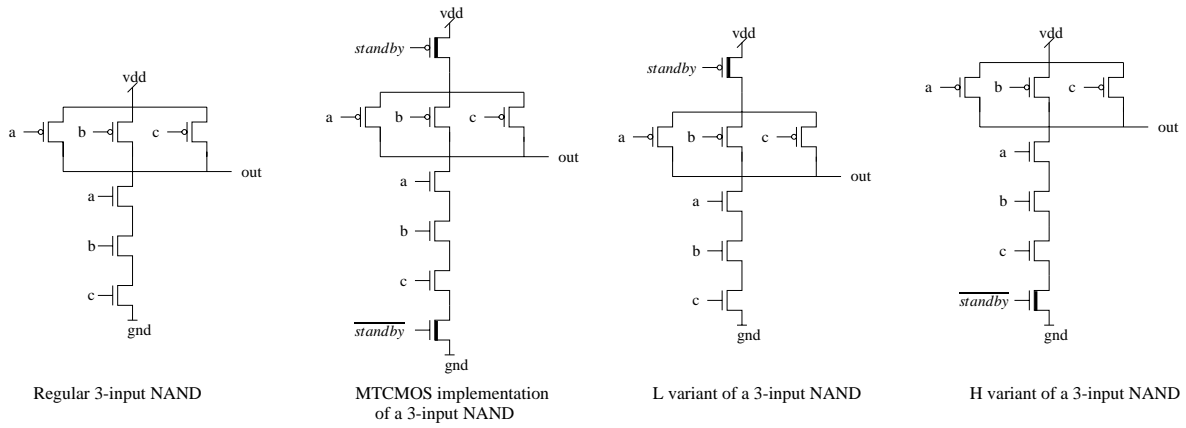 vdd
a
b
c
out
a
b
c
gnd
Regular 3-input NAND
vdd
standby
a
b
c
out
a
b
c
standby
gnd
MTCMOS implementation
of a 3-input NAND
vdd
standby
a
b
c
out
a
b
c
gnd
L variant of a 3-input NAND
vdd
a
b
c
out
a
b
c
standby
gnd
H variant of a 3-input NAND